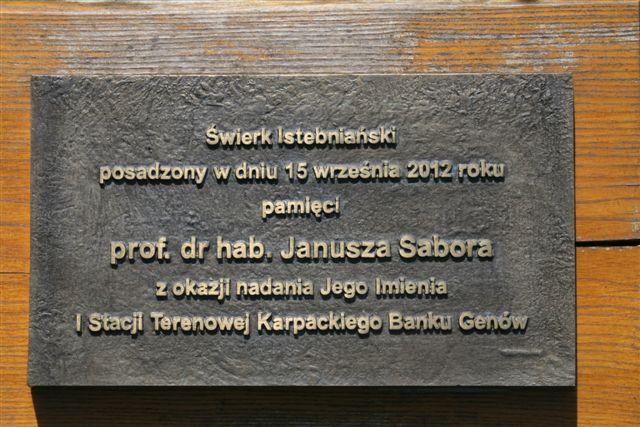 Świerk Istebniański
posadzony w dniu 15 września 2012 roku
pamięci
prof. dr hab. Janusza Sabora
z okazji nadania Jego Imienia
I Stacji Terenowej Karpackiego Banku Genów